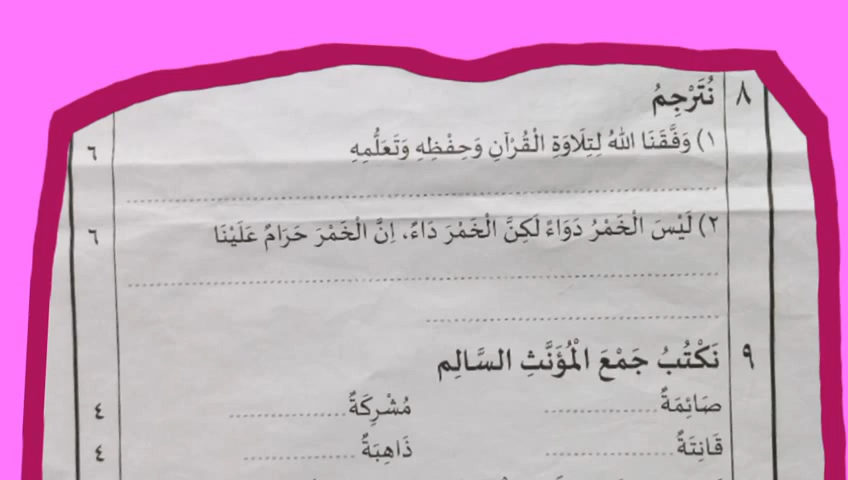 ٨ نُتَرْجِمُ
١) وَفَّقَنَا اللهُ لِتِلَاوَةِ الْقُرْآنِ وَحِفْظِهِ وَتَعَلُّمِهِ ٦
٢) لَيْسَ الْخَمْرُ دَوَاءً لَكِنَّ الْخَمْرَ دَاءٌ، اِنَّ الْخَمْرَ حَرَامٌ عَلَيْنَا ٦
٩ نَكْتُبُ جَمْعَ الْمُؤَنَّثِ السَّالِم
صَائِمَةٌ .................... مُشْرِكَةٌ .................... ٤
قَانِتَةٌ .................... ذَاهِبَةٌ .................... ٤